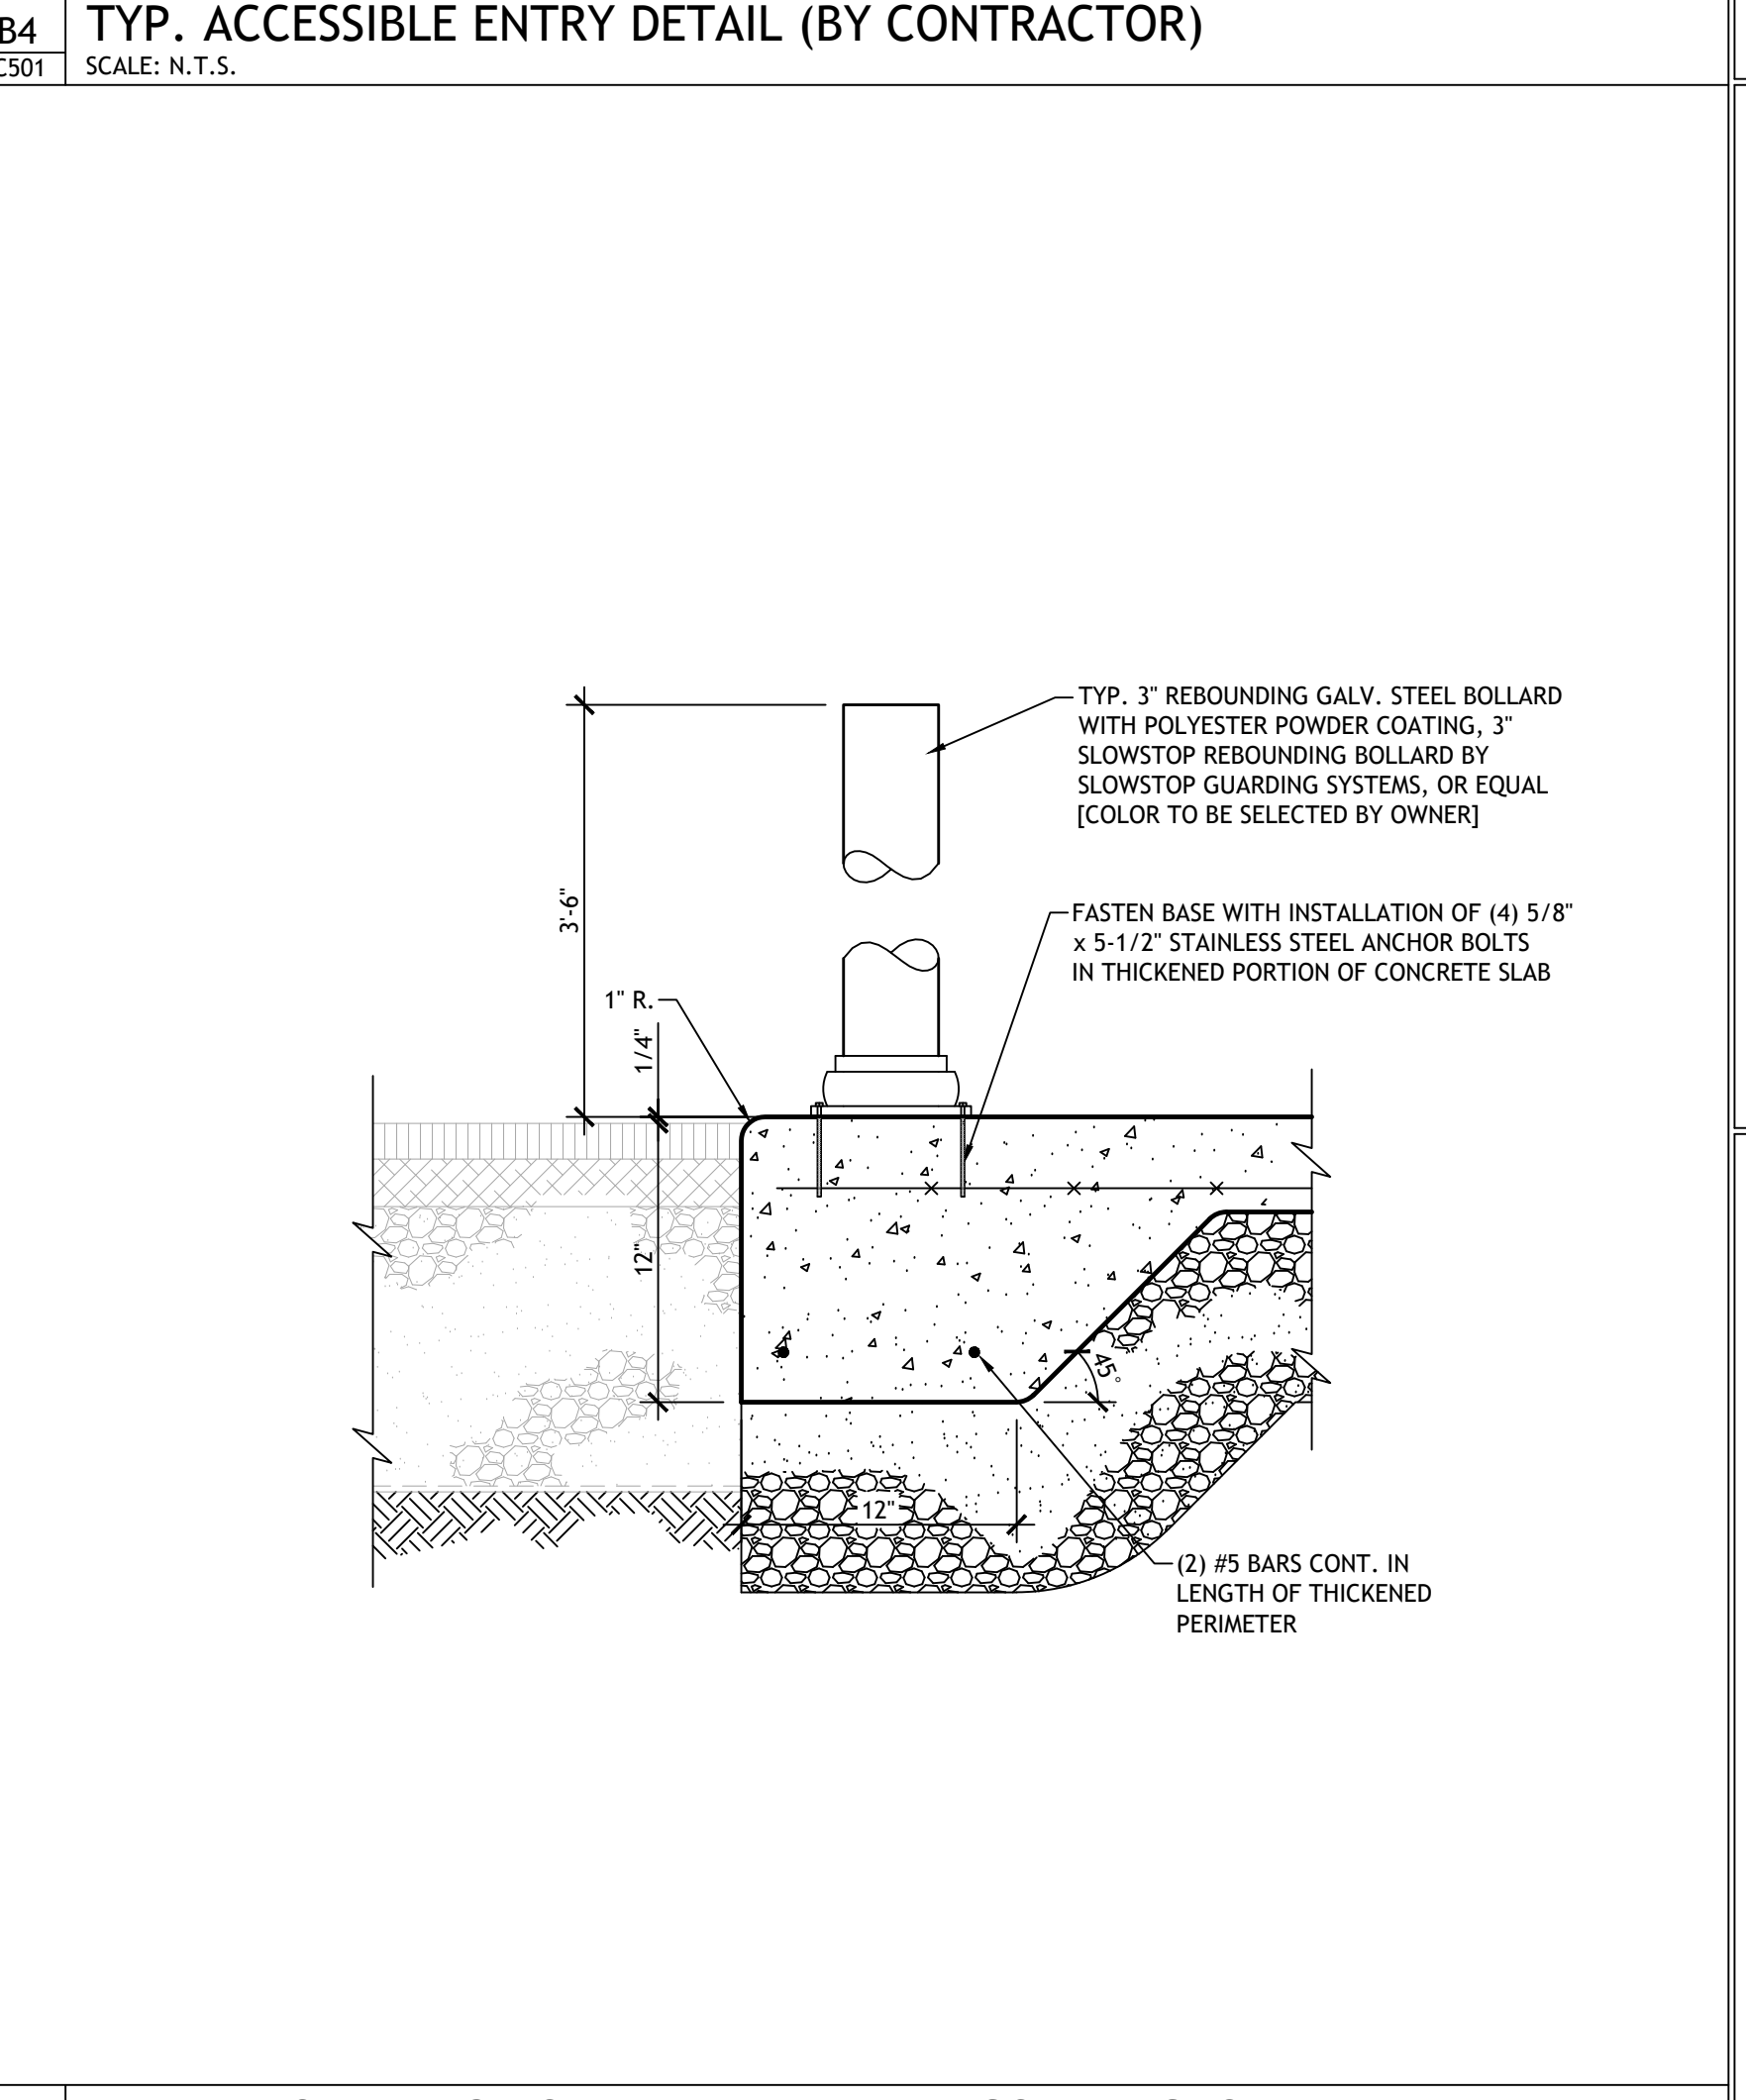 B4
TYP. ACCESSIBLE ENTRY DETAIL (BY CONTRACTOR)
C501
SCALE: N.T.S.
TYP. 3" REBOUNDING GALV. STEEL BOLLARD
WITH POLYESTER POWDER COATING, 3"
SLOWSTOP REBOUNDING BOLLARD BY
SLOWSTOP GUARDING SYSTEMS, OR EQUAL
[COLOR TO BE SELECTED BY OWNER]
3'-6"
FASTEN BASE WITH INSTALLATION OF (4) 5/8"
x 5-1/2" STAINLESS STEEL ANCHOR BOLTS
IN THICKENED PORTION OF CONCRETE SLAB
1" R.
1/4"
12"
45°
12"
(2) #5 BARS CONT. IN
LENGTH OF THICKENED
PERIMETER